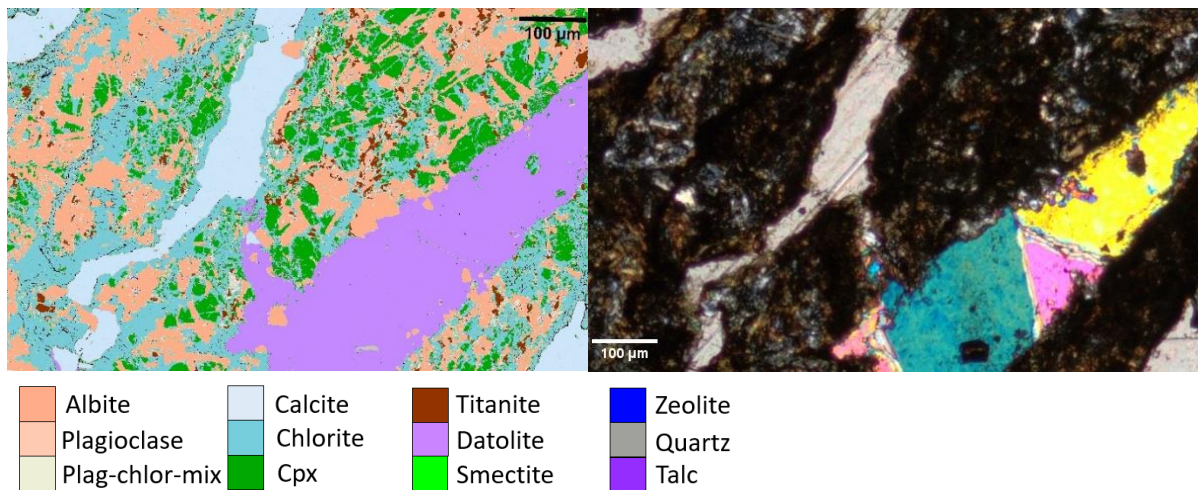 100 µm
100 µm
Albite
Calcite
Titanite
Zeolite
Plagioclase
Chlorite
Datolite
Quartz
Plag-chlor-mix
Cpx
Smectite
Talc